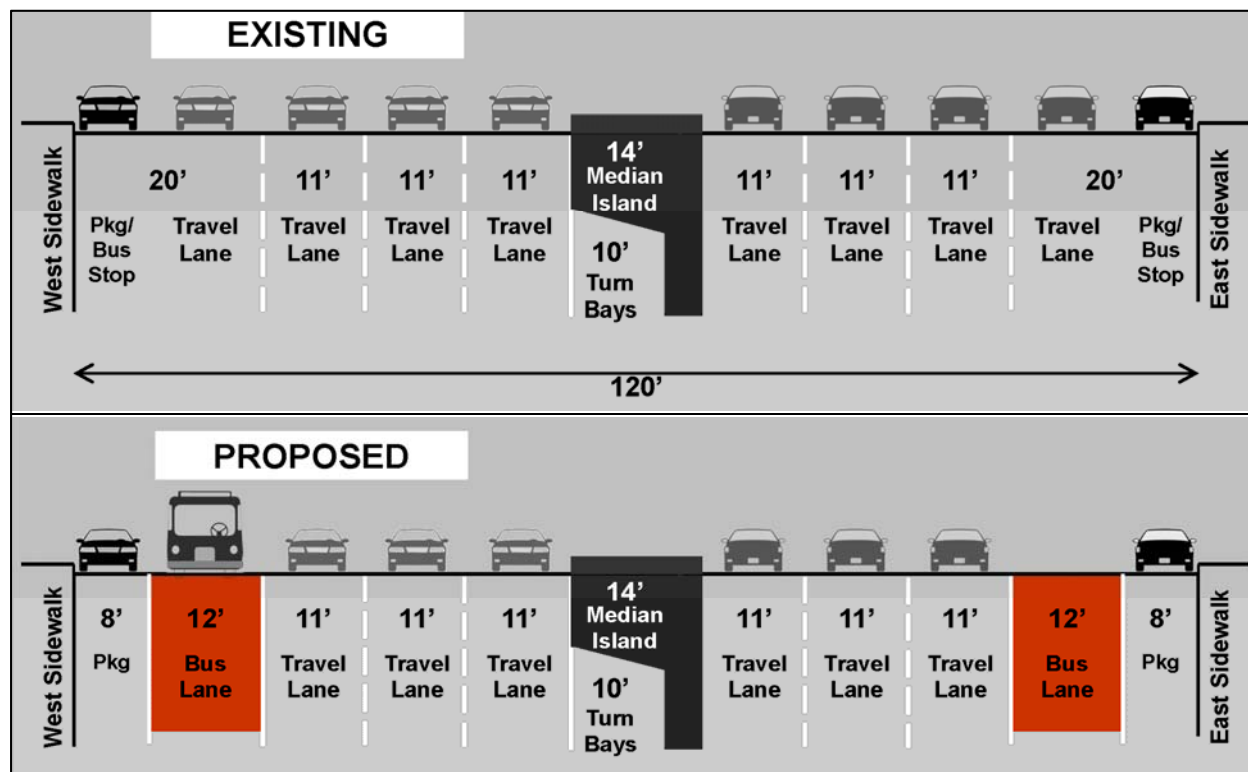 EXISTING
West Sidewalk
20’
11’
11’
11’
14’
Median
Island
11’
11’
11’
20’
Pkg/
Bus
Stop
Travel
Lane
Travel
Lane
Travel
Lane
Travel
Lane
10’
Turn
Bays
Travel
Lane
Travel
Lane
Travel
Lane
Travel
Lane
Pkg/
Bus
Stop
East Sidewalk
120’
PROPOSED
West Sidewalk
8’
12’
11’
11’
11’
14’
Median
Island
11’
11’
11’
12’
8’
Pkg
Bus
Lane
Travel
Lane
Travel
Lane
Travel
Lane
10’
Turn
Bays
Travel
Lane
Travel
Lane
Travel
Lane
Bus
Lane
Pkg
East Sidewalk